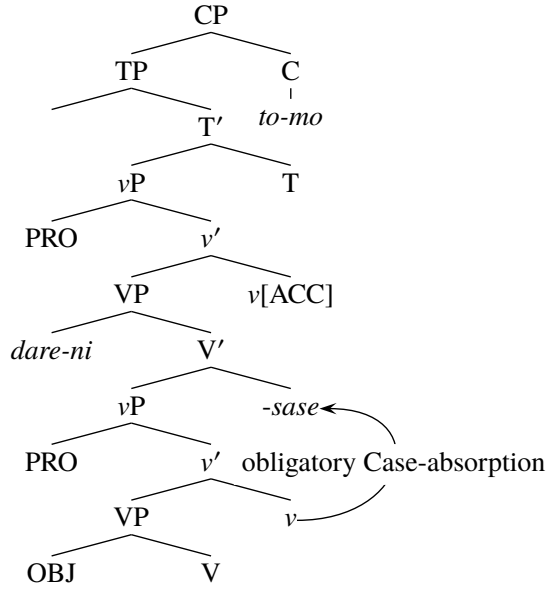 CP
TP C
to-mo
T′
vP T
PRO v′
VP v[ACC]
dare-ni V′
vP -sase
PRO v′ obligatory Case-absorption
VP v
OBJ V